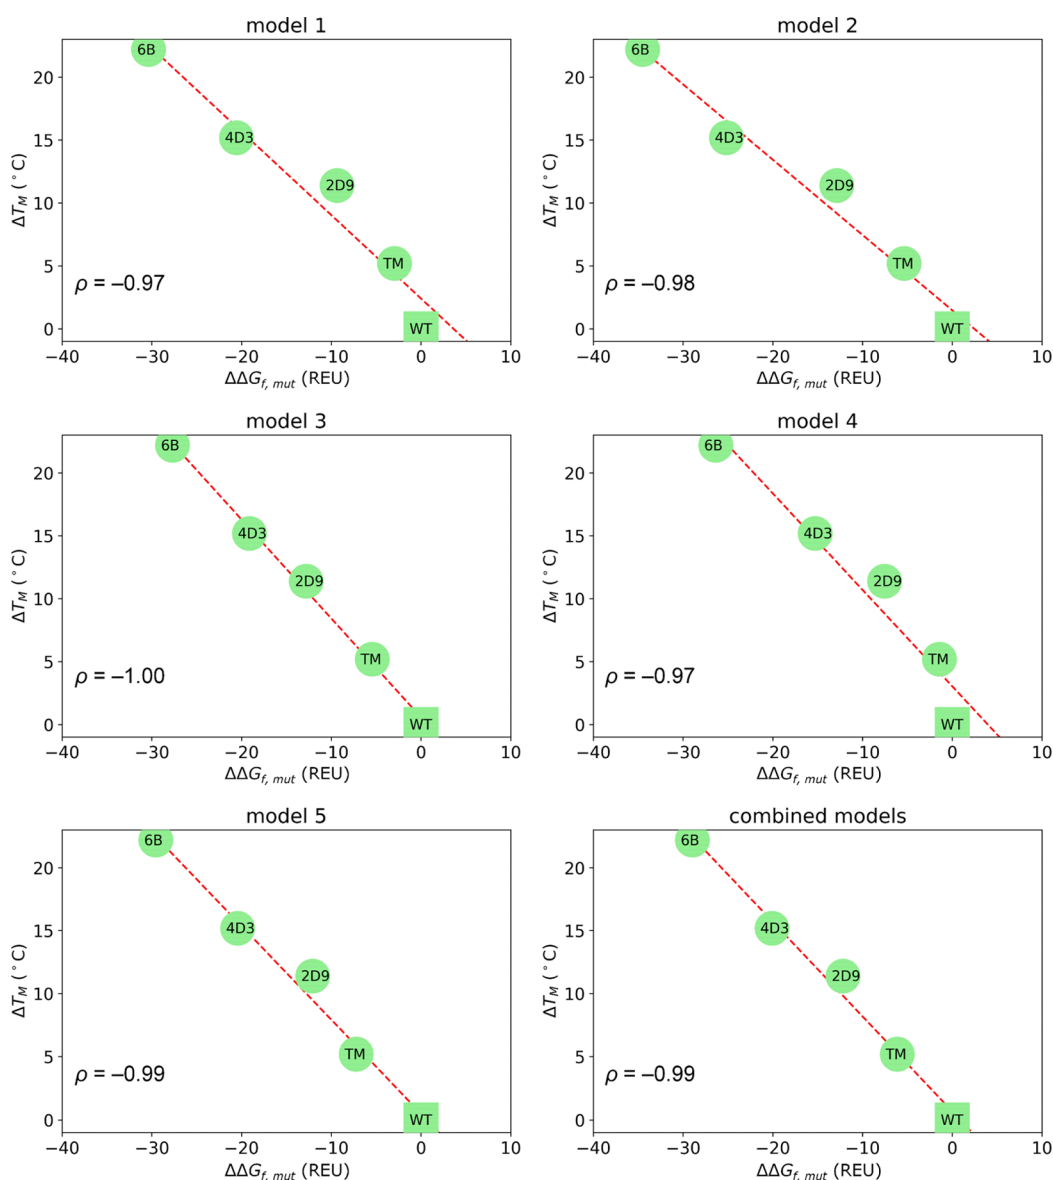 model 1
20
15
10
5
0
ΔT_M (°C)
6B
4D3
2D9
TM
WT
ρ = –0.97
−40 −30 −20 −10 0 10
ΔΔG_f, mut (REU)
model 2
20
15
10
5
0
ΔT_M (°C)
6B
4D3
2D9
TM
WT
ρ = –0.98
−40 −30 −20 −10 0 10
ΔΔG_f, mut (REU)
model 3
20
15
10
5
0
ΔT_M (°C)
6B
4D3
2D9
TM
WT
ρ = –1.00
−40 −30 −20 −10 0 10
ΔΔG_f, mut (REU)
model 4
20
15
10
5
0
ΔT_M (°C)
6B
4D3
2D9
TM
WT
ρ = –0.97
−40 −30 −20 −10 0 10
ΔΔG_f, mut (REU)
model 5
20
15
10
5
0
ΔT_M (°C)
6B
4D3
2D9
TM
WT
ρ = –0.99
−40 −30 −20 −10 0 10
ΔΔG_f, mut (REU)
combined models
20
15
10
5
0
ΔT_M (°C)
6B
4D3
2D9
TM
WT
ρ = –0.99
−40 −30 −20 −10 0 10
ΔΔG_f, mut (REU)